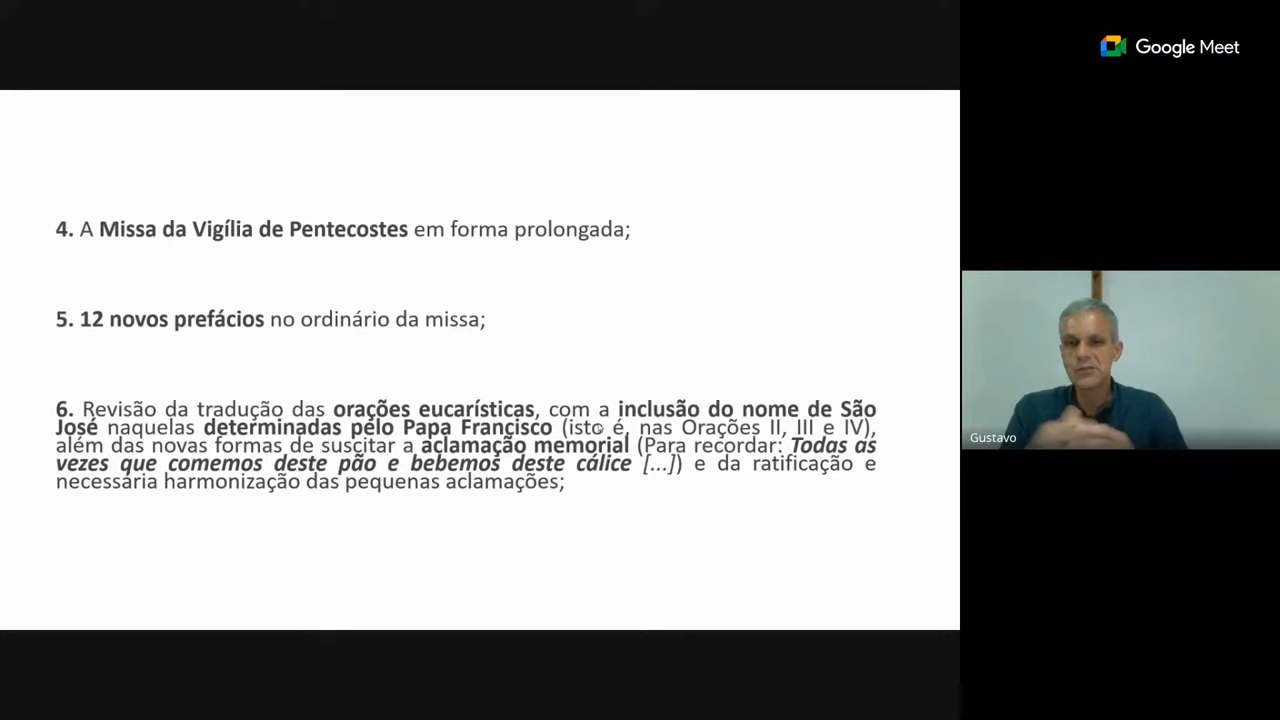 Google Meet
4. A Missa da Vigília de Pentecostes em forma prolongada;
5. 12 novos prefácios no ordinário da missa;
6. Revisão da tradução das orações eucarísticas, com a inclusão do nome de São
José naquelas determinadas pelo Papa Francisco (isto é, nas Orações II, III e IV),
além das novas formas de suscitar a aclamação memorial (Para recordar: Todas as
vezes que comemos deste pão e bebemos deste cálice [...]) e da ratificação e
necessária harmonização das pequenas aclamações;
Gustavo